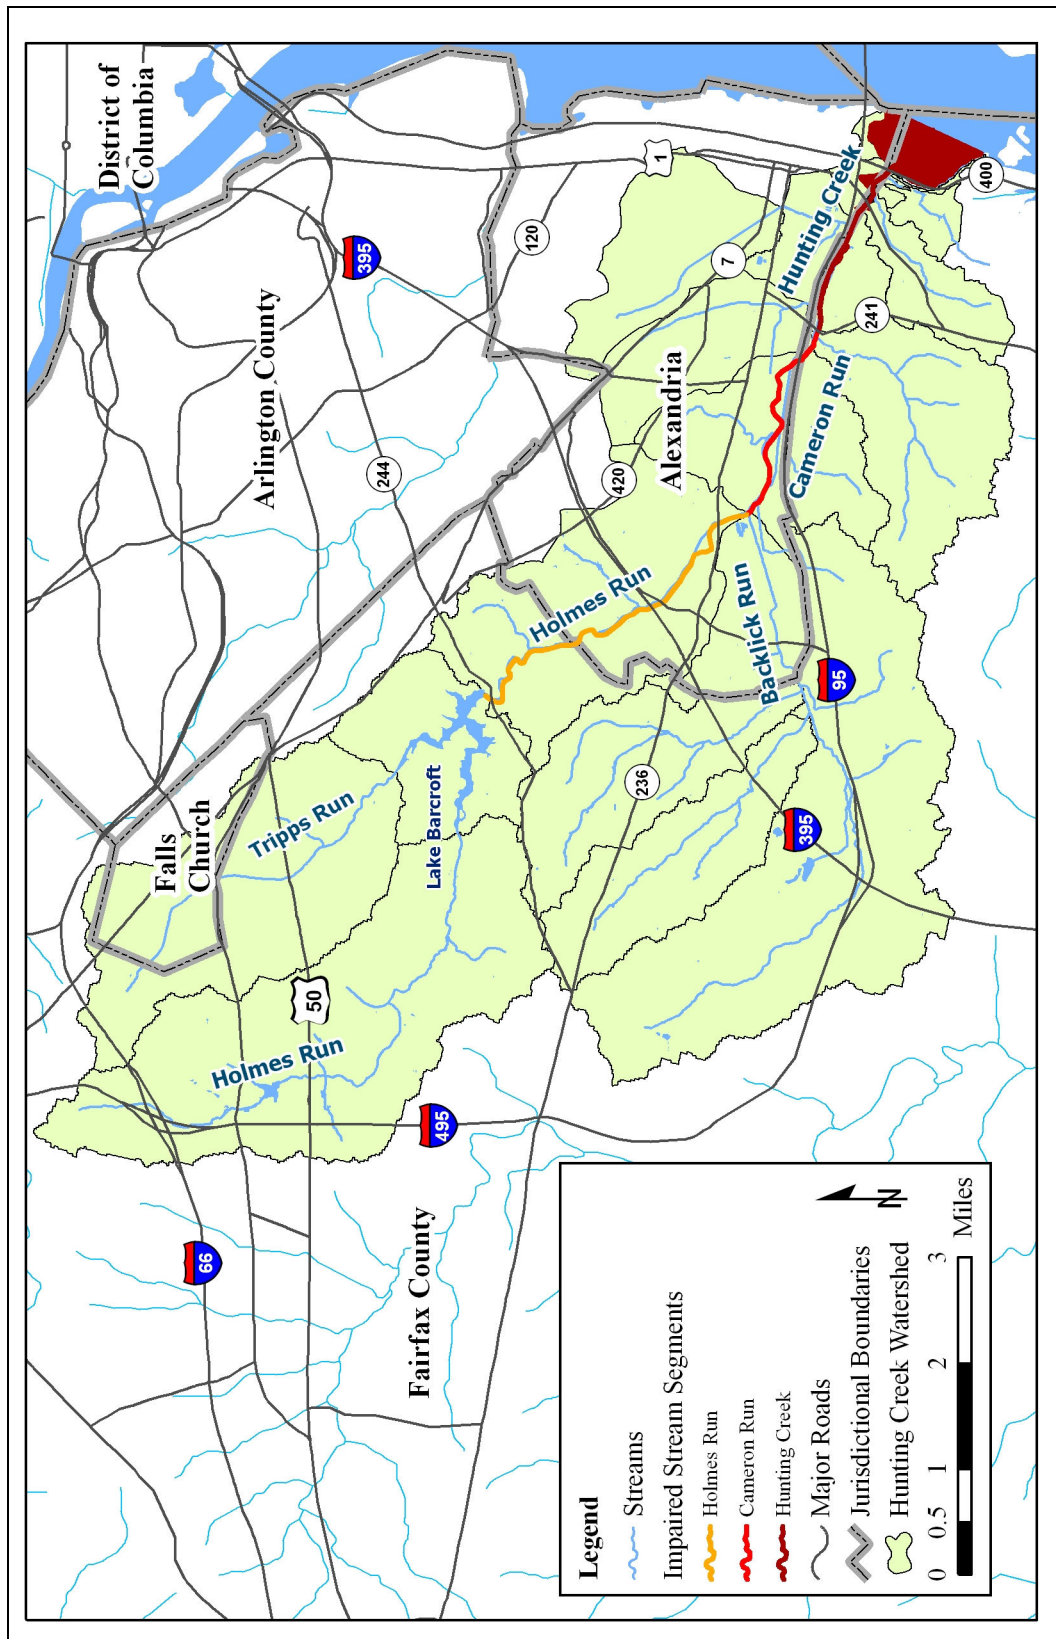 District of
Columbia
Arlington County
395
244
120
1
7
420
Alexandria
Hunting Creek
400
241
Cameron Run
Holmes Run
Backlick Run
95
236
395
Falls
Church
Tripps Run
Lake Barcroft
50
Holmes Run
495
66
Fairfax County
Legend
Streams
Impaired Stream Segments
Holmes Run
Cameron Run
Hunting Creek
Major Roads
Jurisdictional Boundaries
Hunting Creek Watershed
N
0 0.5 1 2 3
Miles